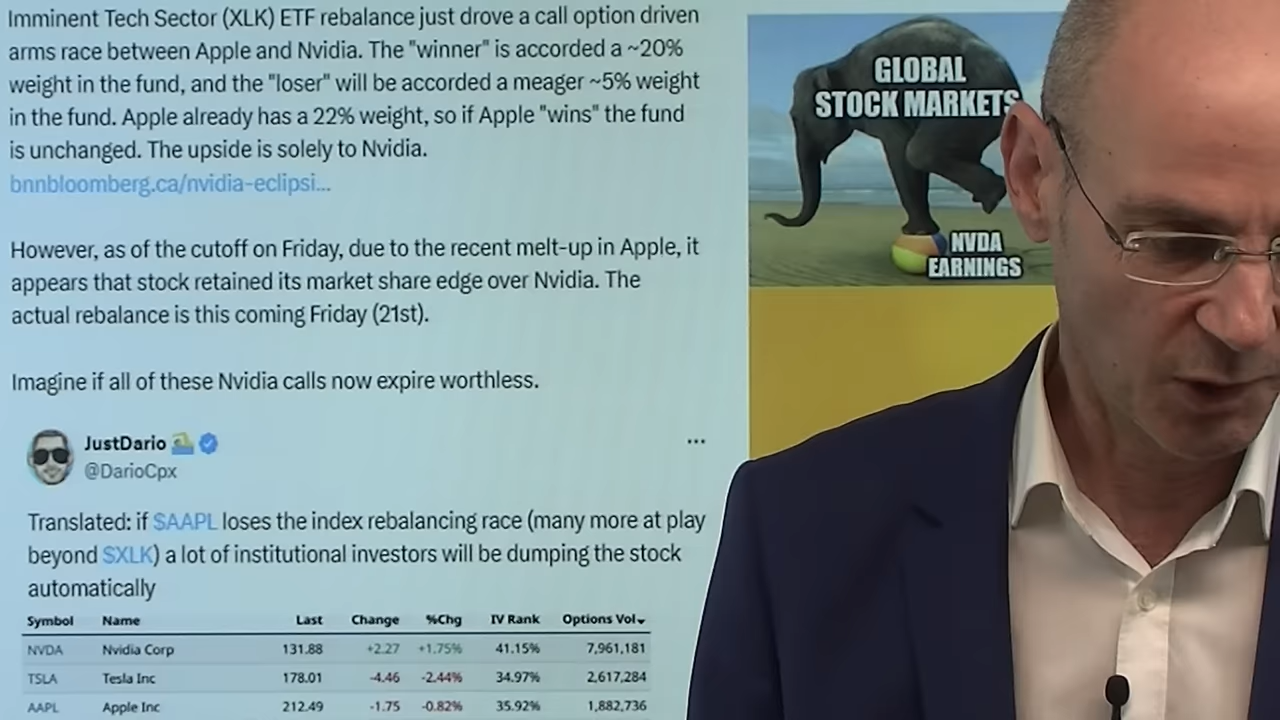 Imminent Tech Sector (XLK) ETF rebalance just drove a call option driven
arms race between Apple and Nvidia. The "winner" is accorded a ~20%
weight in the fund, and the "loser" will be accorded a meager ~5% weight
in the fund. Apple already has a 22% weight, so if Apple "wins" the fund
is unchanged. The upside is solely to Nvidia.
bnnbloomberg.ca/nvidia-eclipsi...
However, as of the cutoff on Friday, due to the recent melt-up in Apple, it
appears that stock retained its market share edge over Nvidia. The
actual rebalance is this coming Friday (21st).
Imagine if all of these Nvidia calls now expire worthless.
JustDario
@DarioCpx
...
Translated: if $AAPL loses the index rebalancing race (many more at play
beyond $XLK) a lot of institutional investors will be dumping the stock
automatically
Symbol Name Last Change %Chg IV Rank Options Vol
NVDA Nvidia Corp 131.88 +2.27 +1.75% 41.15% 7,961,181
TSLA Tesla Inc 178.01 -4.46 -2.44% 34.97% 2,617,284
AAPL Apple Inc 212.49 -1.75 -0.82% 35.92% 1,882,736
GLOBAL
STOCK MARKETS
NVDA
EARNINGS